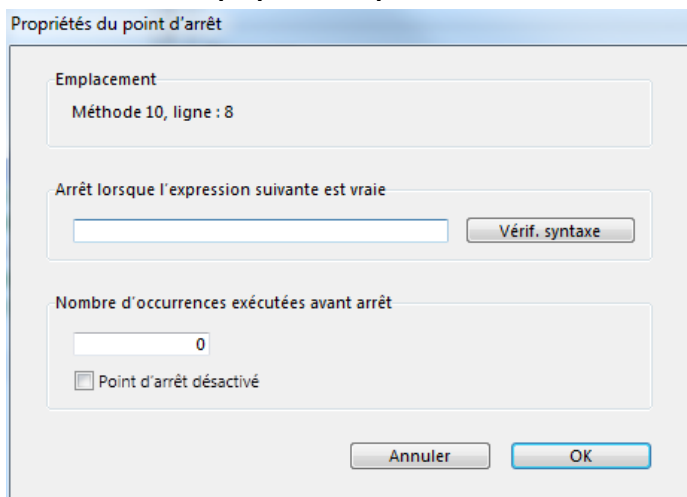 Propriétés du point d'arrêt
Emplacement
Méthode 10, ligne : 8
Arrêt lorsque l'expression suivante est vraie
Vérif. syntaxe
Nombre d'occurrences exécutées avant arrêt
0
Point d'arrêt désactivé
Annuler OK